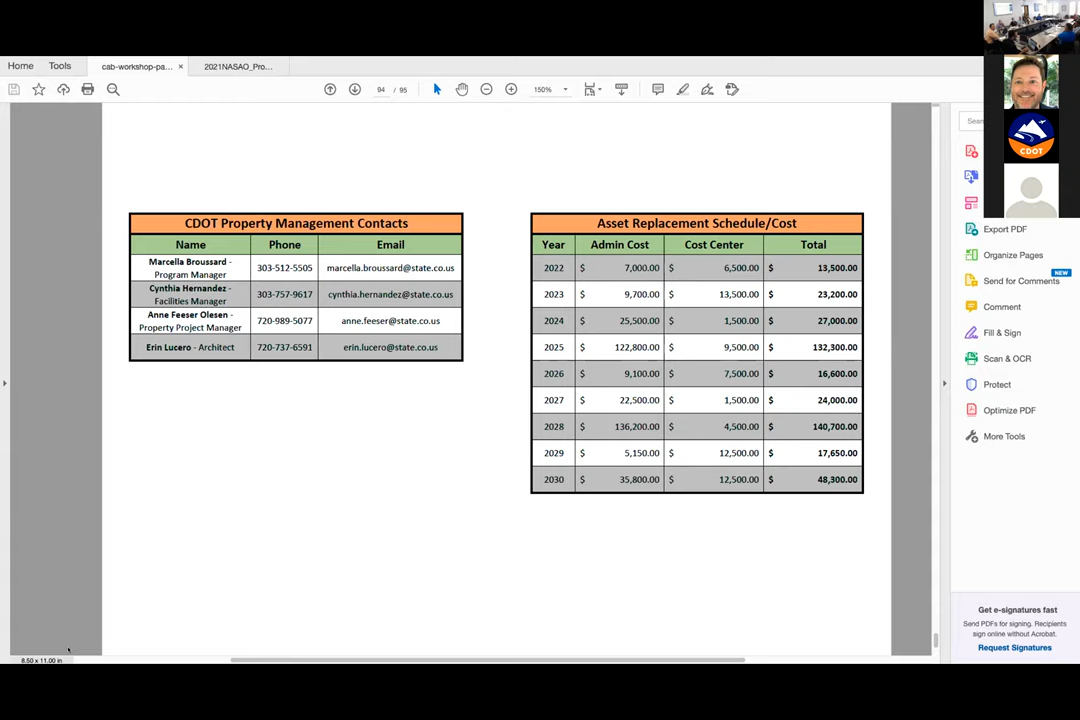 Home Tools cab-workshop-pa... × 2021NASAO_Pro...
94 / 95 150%
CDOT
CDOT Property Management Contacts
Name Phone Email
Marcella Broussard -
Program Manager 303-512-5505 marcella.broussard@state.co.us
Cynthia Hernandez -
Facilities Manager 303-757-9617 cynthia.hernandez@state.co.us
Anne Feeser Olesen -
Property Project Manager 720-989-5077 anne.feeser@state.co.us
Erin Lucero - Architect 720-737-6591 erin.lucero@state.co.us
Asset Replacement Schedule/Cost
Year Admin Cost Cost Center Total
2022 $ 7,000.00 $ 6,500.00 $ 13,500.00
2023 $ 9,700.00 $ 13,500.00 $ 23,200.00
2024 $ 25,500.00 $ 1,500.00 $ 27,000.00
2025 $ 122,800.00 $ 9,500.00 $ 132,300.00
2026 $ 9,100.00 $ 7,500.00 $ 16,600.00
2027 $ 22,500.00 $ 1,500.00 $ 24,000.00
2028 $ 136,200.00 $ 4,500.00 $ 140,700.00
2029 $ 5,150.00 $ 12,500.00 $ 17,650.00
2030 $ 35,800.00 $ 12,500.00 $ 48,300.00
Sear
Export PDF
Organize Pages
NEW
Send for Comments
Comment
Fill & Sign
Scan & OCR
Protect
Optimize PDF
More Tools
Get e-signatures fast
Send PDFs for signing. Recipients
sign online without Acrobat.
Request Signatures
8.50 x 11.00 in